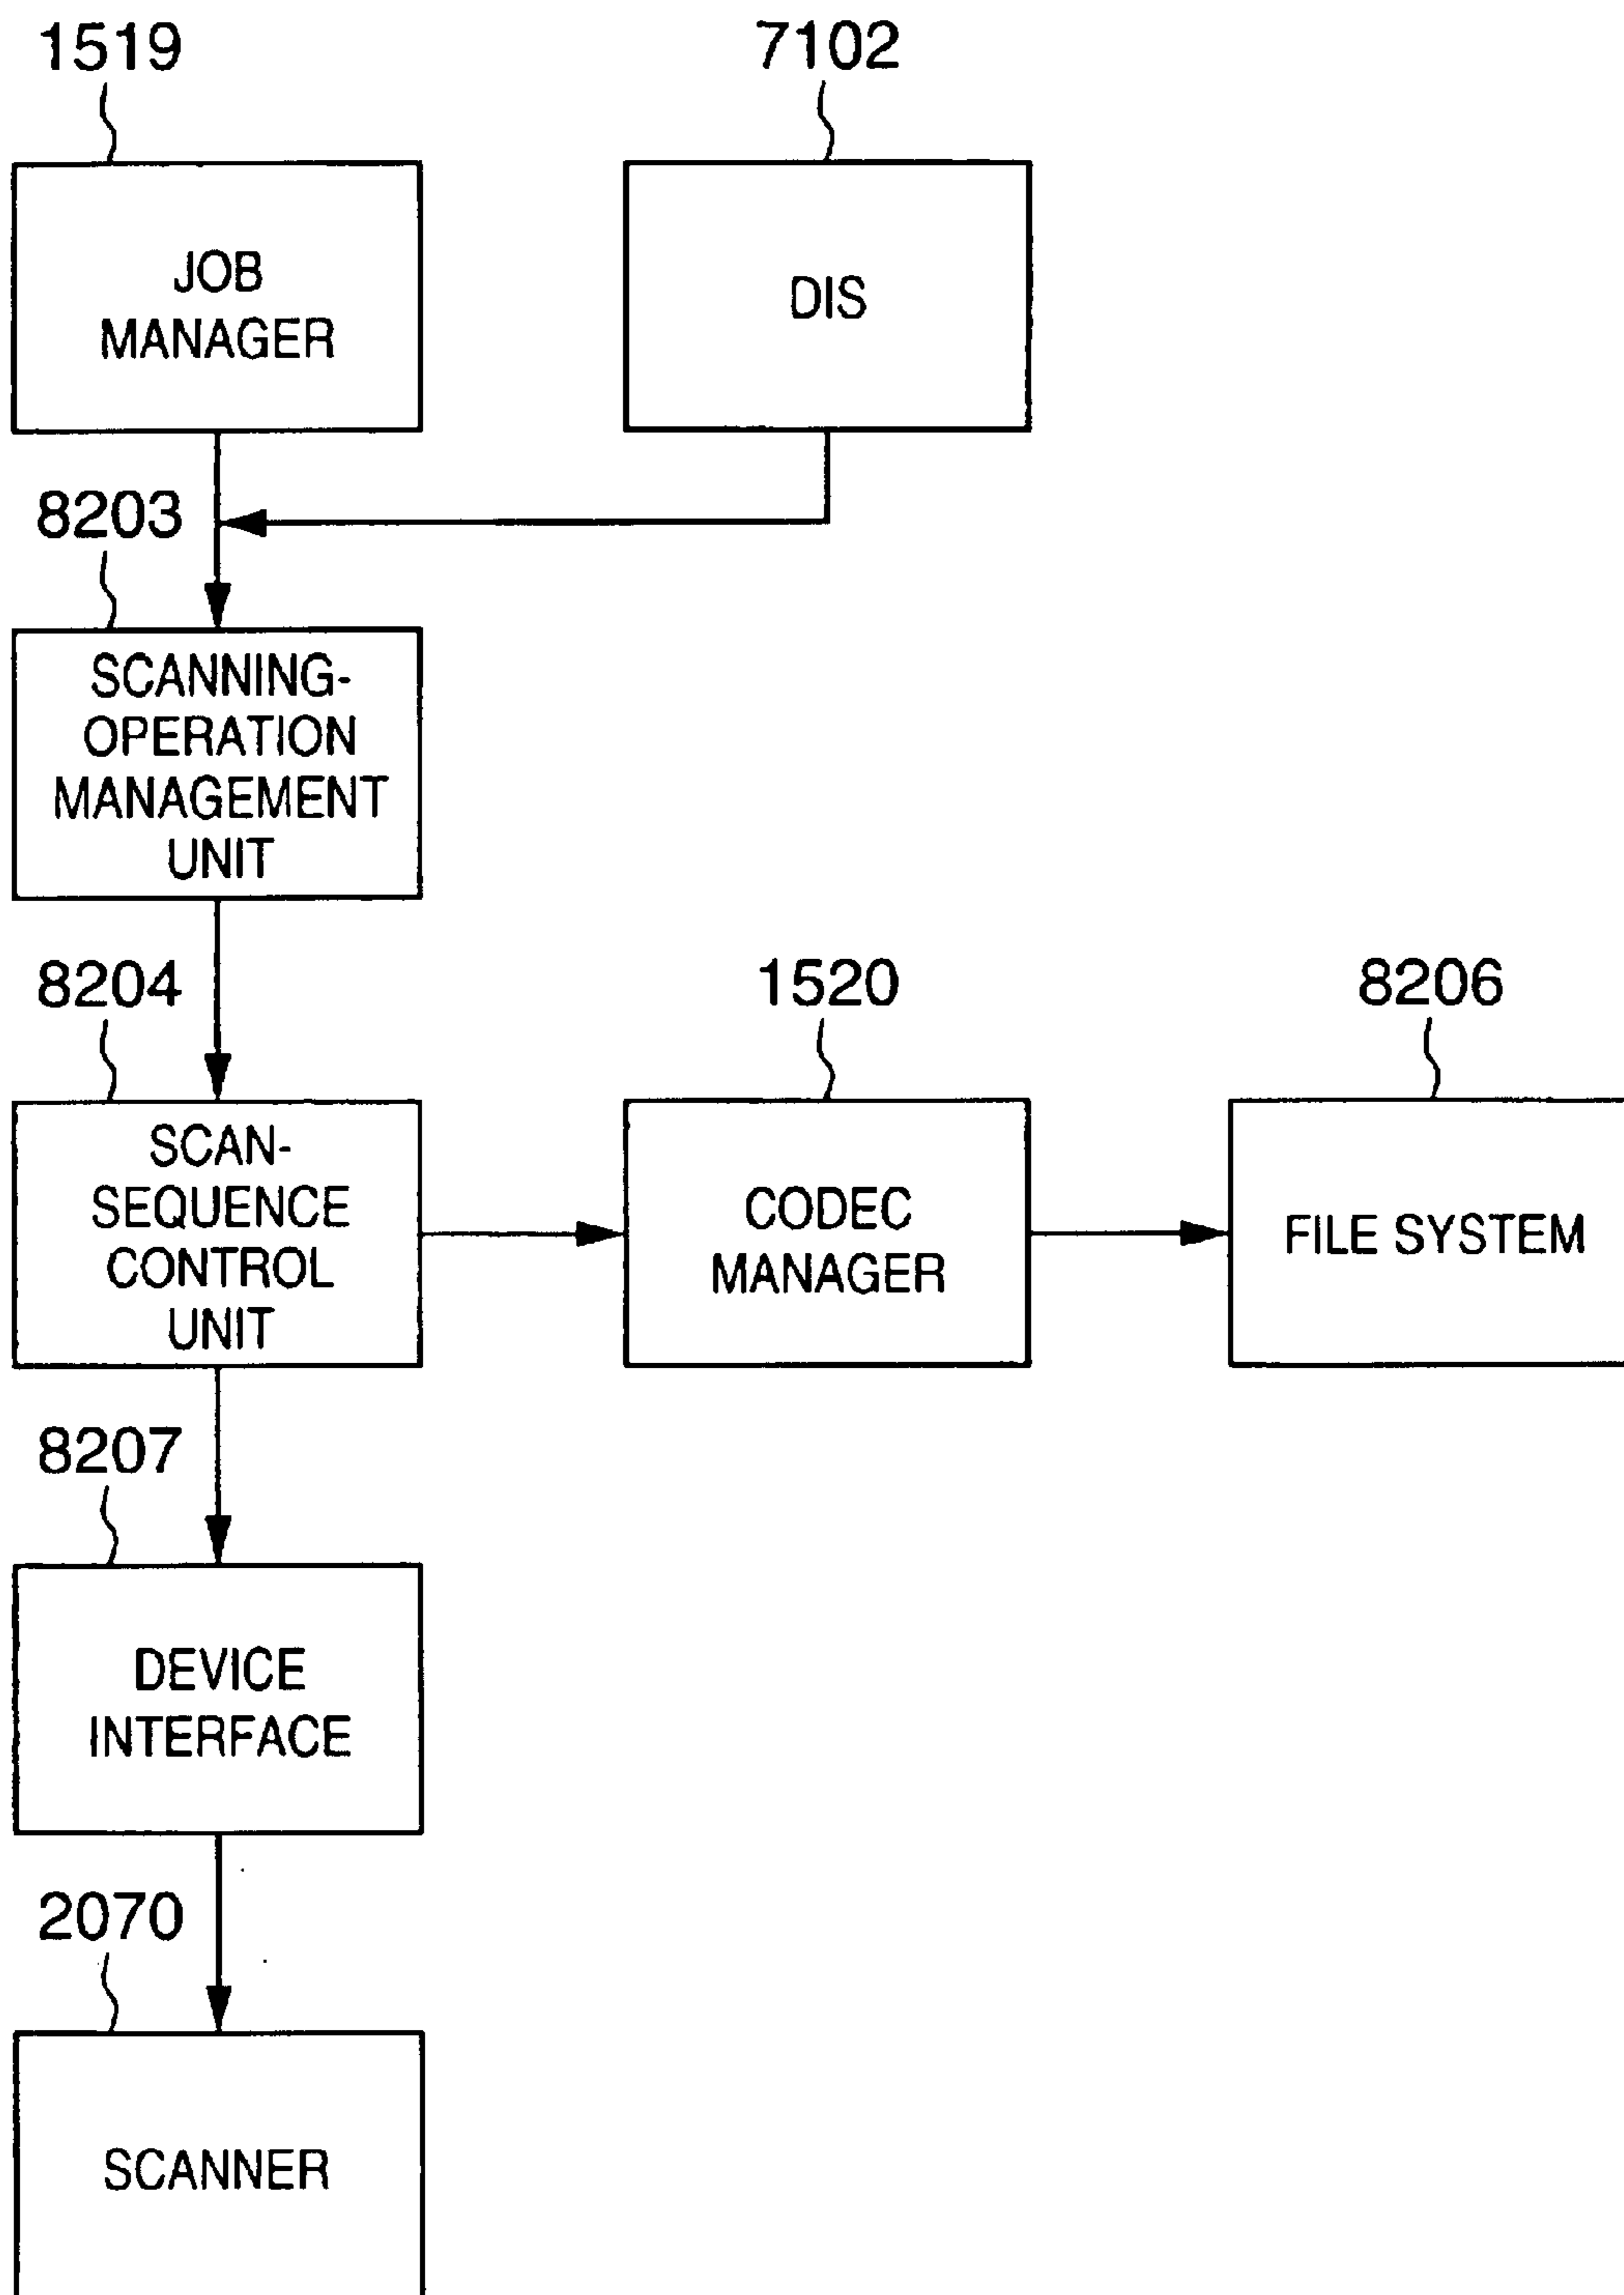 1519
7102
JOB
MANAGER
DIS
8203
SCANNING-
OPERATION
MANAGEMENT
UNIT
8204
1520
8206
SCAN-
SEQUENCE
CONTROL
UNIT
CODEC
MANAGER
FILE SYSTEM
8207
DEVICE
INTERFACE
2070
SCANNER